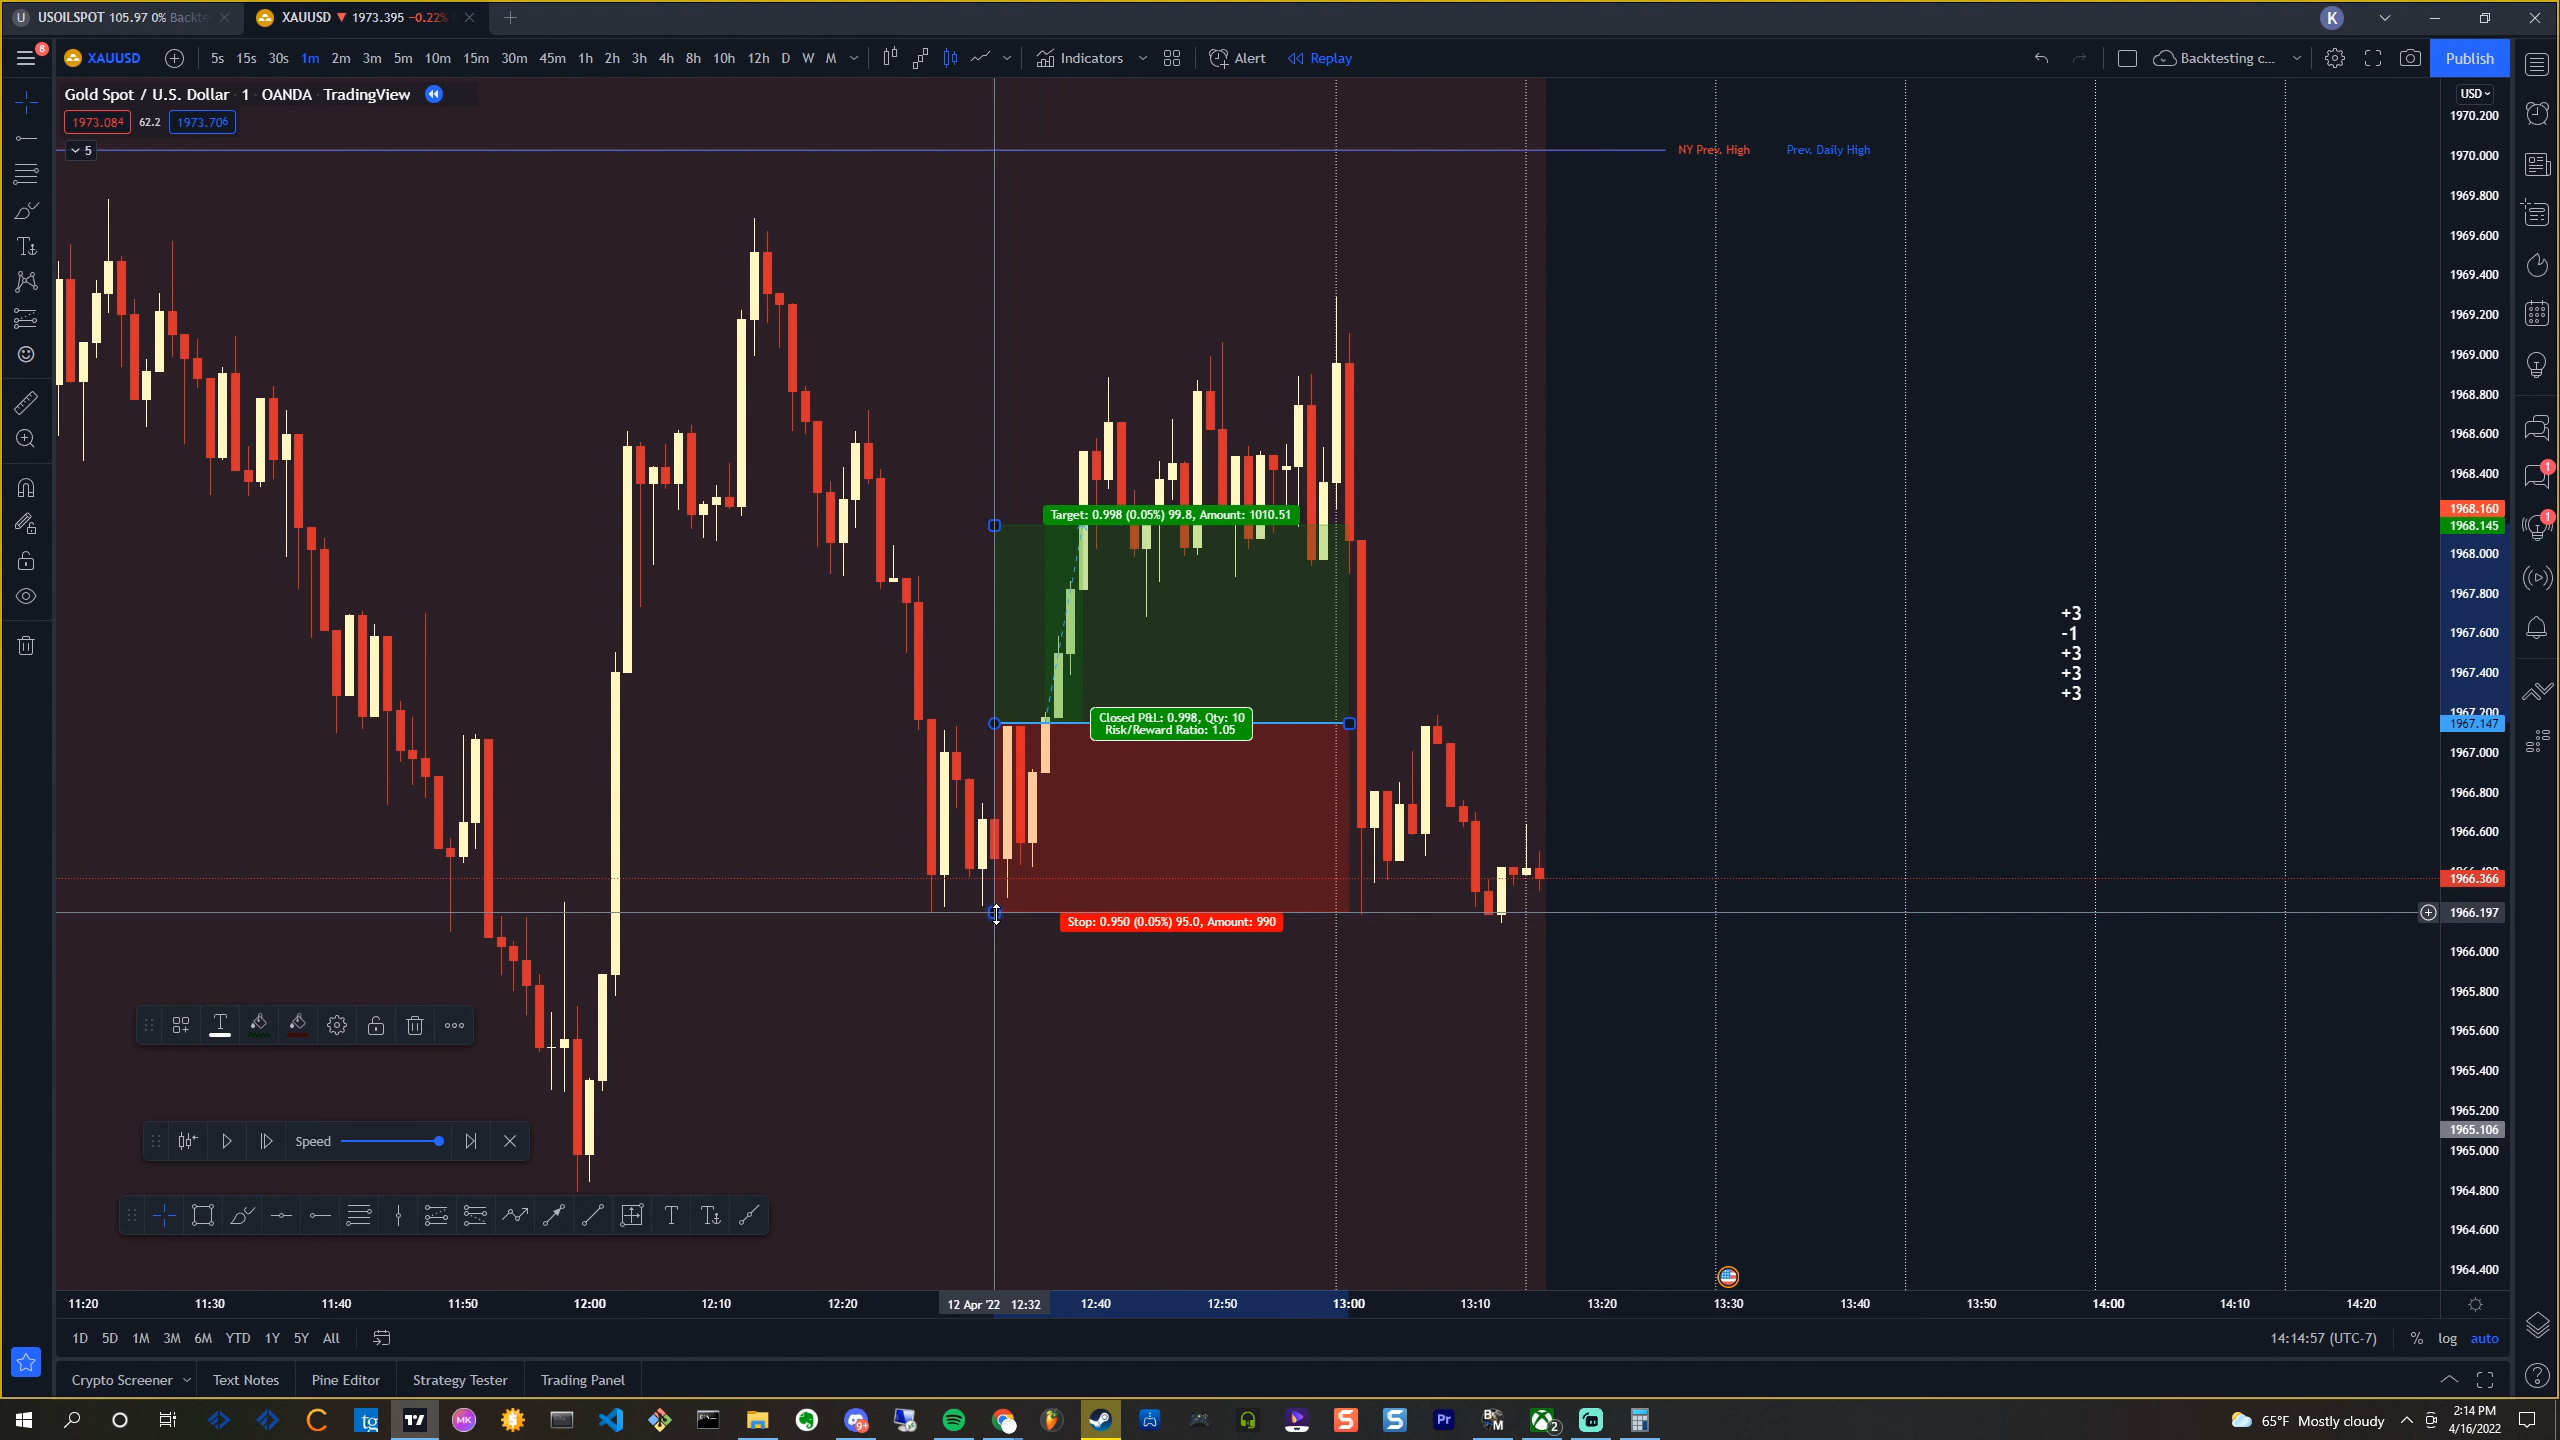 USOILSPOT 105.97 0% Backte
XAUUSD ▼ 1973.395 −0.22%
K
8
XAUUSD
5s 15s 30s 1m 2m 3m 5m 10m 15m 30m 45m 1h 2h 3h 4h 8h 10h 12h D W M
Indicators
Alert
Replay
Backtesting c...
Publish
Gold Spot / U.S. Dollar · 1 · OANDA · TradingView
1973.084 62.2 1973.706
5
NY Prev. High
Prev. Daily High
USD
1970.200
1970.000
1969.800
1969.600
1969.400
1969.200
1969.000
1968.800
1968.600
1968.400
1968.160
1968.145
1968.000
1967.800
1967.600
1967.400
1967.200
1967.147
1967.000
1966.800
1966.600
1966.366
1966.197
1966.000
1965.800
1965.600
1965.400
1965.200
1965.106
1965.000
1964.800
1964.600
1964.400
Target: 0.998 (0.05%) 99.8, Amount: 1010.51
Closed P&L: 0.998, Qty: 10
Risk/Reward Ratio: 1.05
Stop: 0.950 (0.05%) 95.0, Amount: 990
+3
-1
+3
+3
+3
1
1
Speed
11:20 11:30 11:40 11:50 12:00 12:10 12:20 12 Apr '22 12:32 12:40 12:50 13:00 13:10 13:20 13:30 13:40 13:50 14:00 14:10 14:20
1D 5D 1M 3M 6M YTD 1Y 5Y All
14:14:57 (UTC-7)
% log auto
Crypto Screener Text Notes Pine Editor Strategy Tester Trading Panel
tg
MK
9+
Pr
2
65°F Mostly cloudy
2:14 PM
4/16/2022